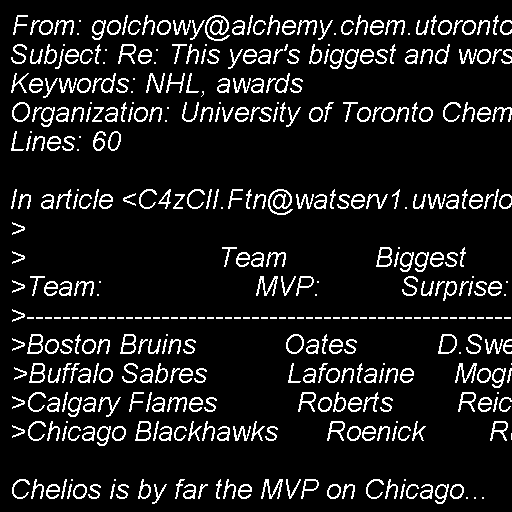 From: golchowy@alchemy.chem.utoronto
Subject: Re: This year's biggest and wors
Keywords: NHL, awards
Organization: University of Toronto Chem
Lines: 60

In article <C4zCII.Ftn@watserv1.uwaterlo
>
> Team Biggest
>Team: MVP: Surprise:
>----------------------------------------------------------
>Boston Bruins Oates D.Swe
>Buffalo Sabres Lafontaine Mogi
>Calgary Flames Roberts Reic
>Chicago Blackhawks Roenick R

Chelios is by far the MVP on Chicago...